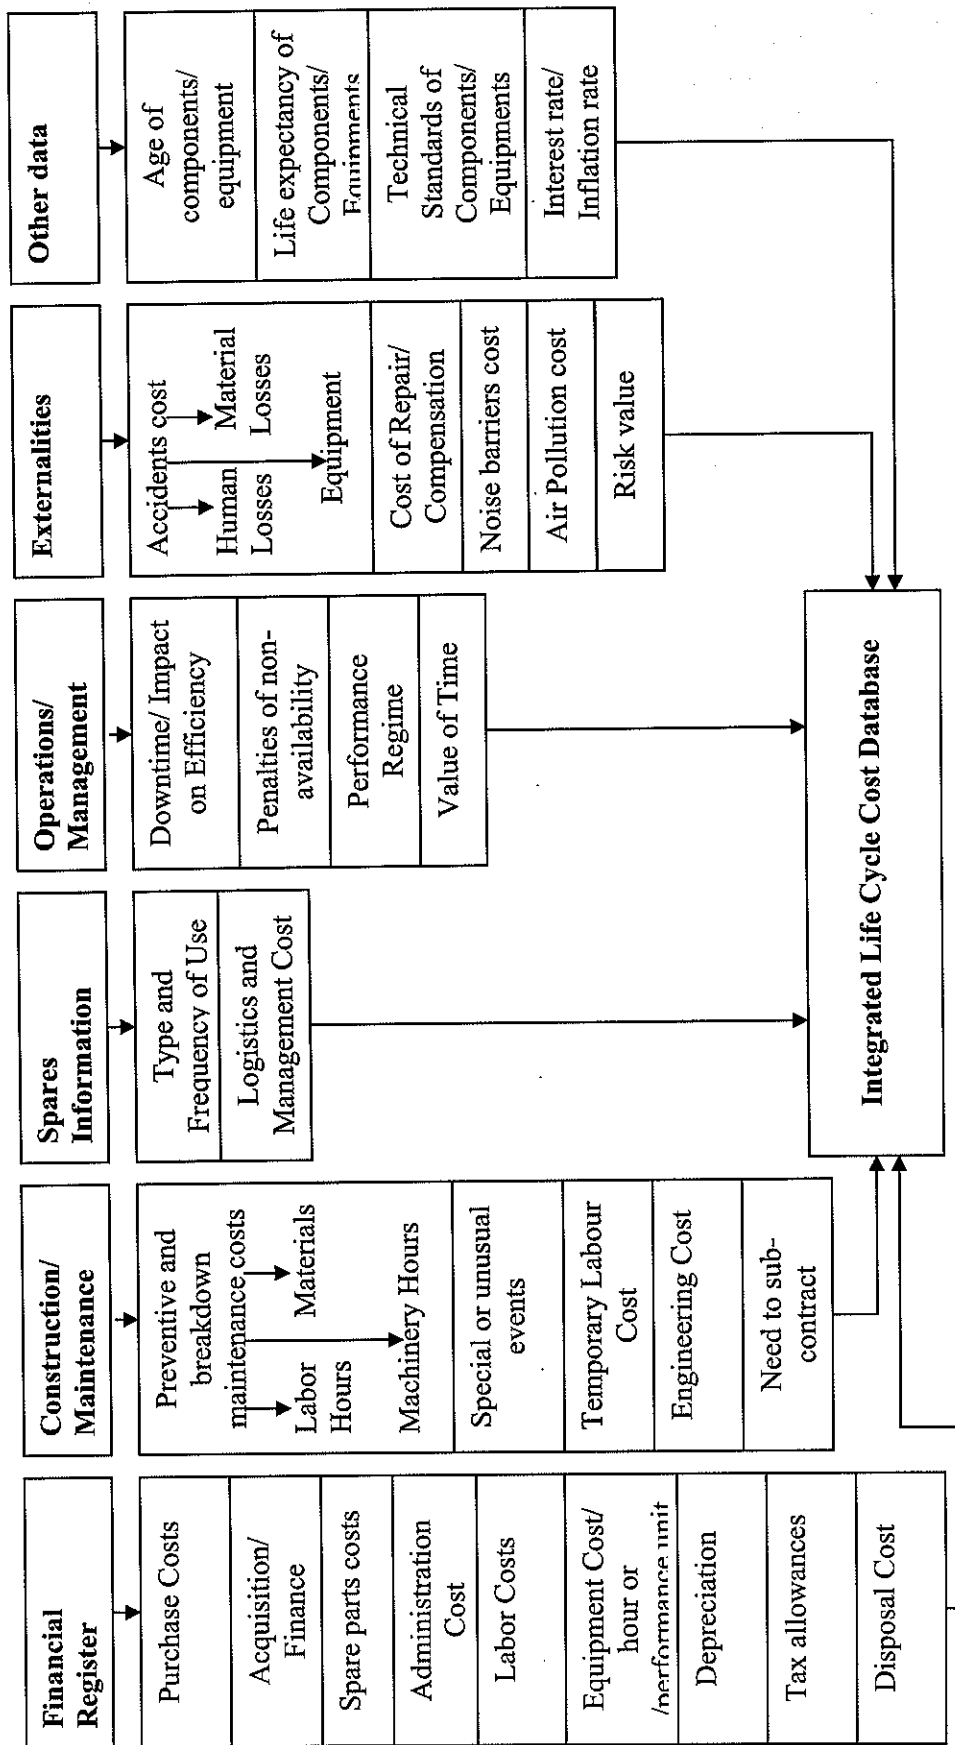 Financial
Register
Purchase Costs
Acquisition/
Finance
Spare parts costs
Administration
Cost
Labor Costs
Equipment Cost/
hour or
/performance unit
Depreciation
Tax allowances
Disposal Cost
Construction/
Maintenance
Preventive and
breakdown
maintenance costs
Labor
Hours
Materials
Machinery Hours
Special or unusual
events
Temporary Labour
Cost
Engineering Cost
Need to sub-
contract
Spares
Information
Type and
Frequency of Use
Logistics and
Management Cost
Operations/
Management
Downtime/ Impact
on Efficiency
Penalties of non-
availability
Performance
Regime
Value of Time
Externalities
Accidents cost
Human
Losses
Material
Losses
Equipment
Cost of Repair/
Compensation
Noise barriers cost
Air Pollution cost
Risk value
Other data
Age of
components/
equipment
Life expectancy of
Components/
Equipments
Technical
Standards of
Components/
Equipments
Interest rate/
Inflation rate
Integrated Life Cycle Cost Database